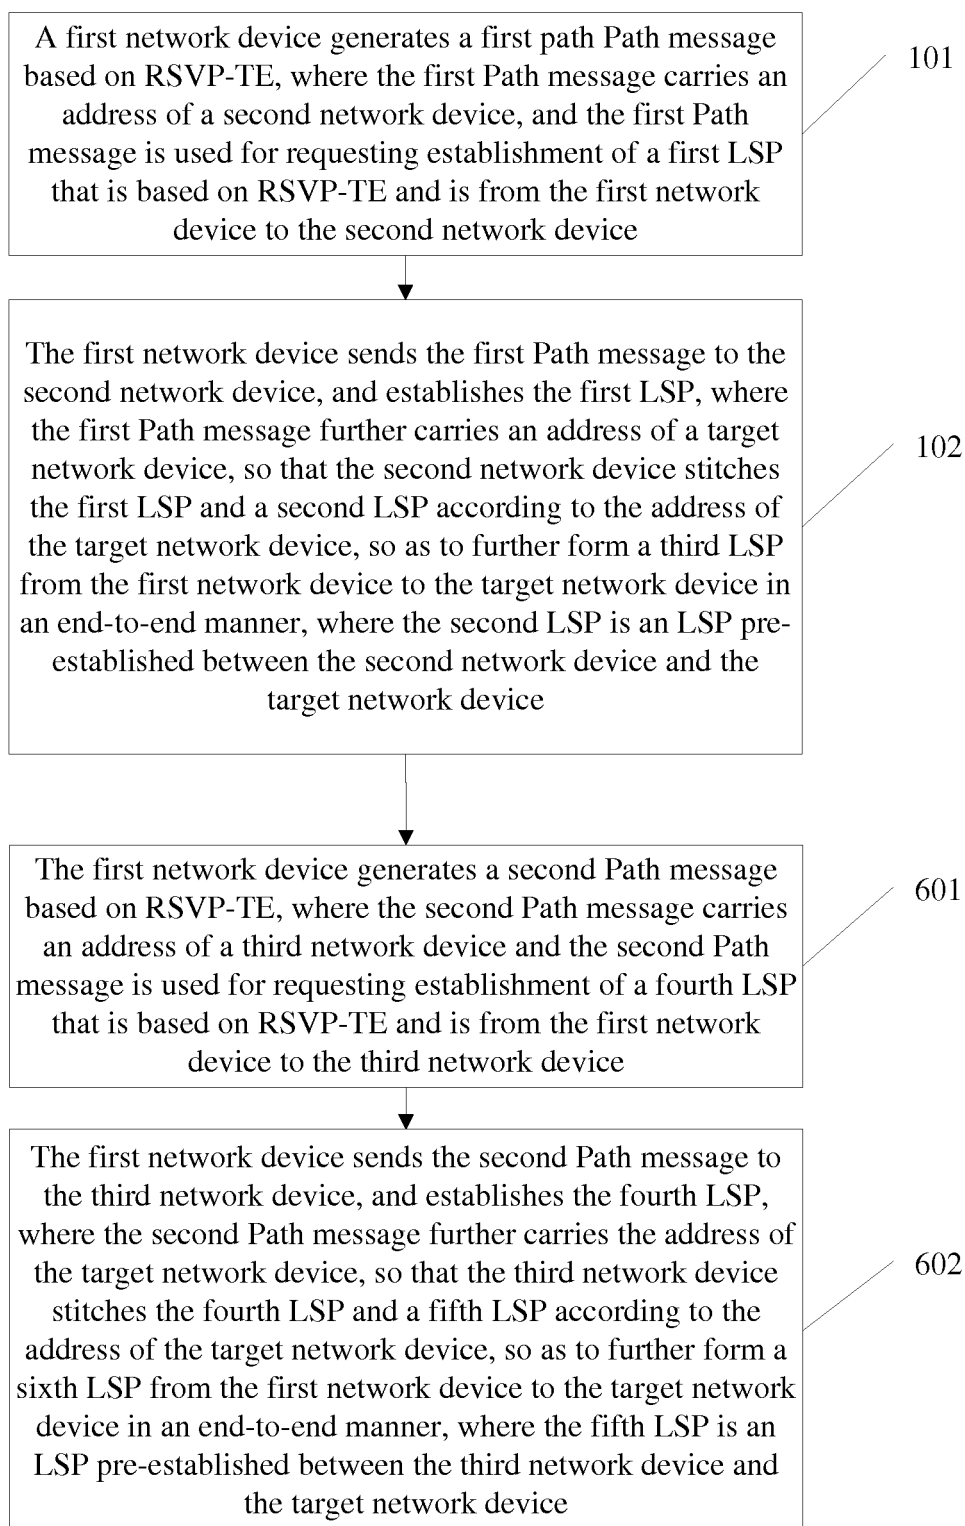 A first network device generates a first path Path message
based on RSVP-TE, where the first Path message carries an
address of a second network device, and the first Path
message is used for requesting establishment of a first LSP
that is based on RSVP-TE and is from the first network
device to the second network device
101
The first network device sends the first Path message to the
second network device, and establishes the first LSP, where
the first Path message further carries an address of a target
network device, so that the second network device stitches
the first LSP and a second LSP according to the address of
the target network device, so as to further form a third LSP
from the first network device to the target network device in
an end-to-end manner, where the second LSP is an LSP pre-
established between the second network device and the
target network device
102
The first network device generates a second Path message
based on RSVP-TE, where the second Path message carries
an address of a third network device and the second Path
message is used for requesting establishment of a fourth LSP
that is based on RSVP-TE and is from the first network
device to the third network device
601
The first network device sends the second Path message to
the third network device, and establishes the fourth LSP,
where the second Path message further carries the address of
the target network device, so that the third network device
stitches the fourth LSP and a fifth LSP according to the
address of the target network device, so as to further form a
sixth LSP from the first network device to the target network
device in an end-to-end manner, where the fifth LSP is an
LSP pre-established between the third network device and
the target network device
602